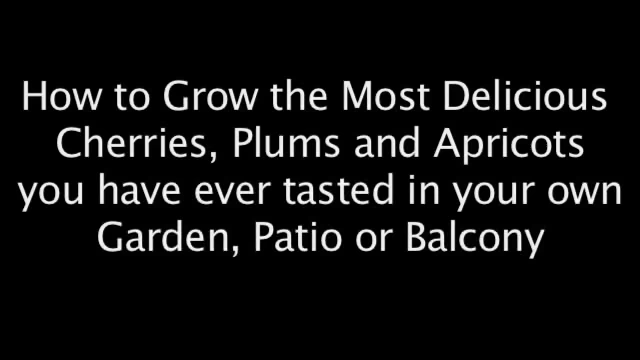 How to Grow the Most Delicious
Cherries, Plums and Apricots
you have ever tasted in your own
Garden, Patio or Balcony